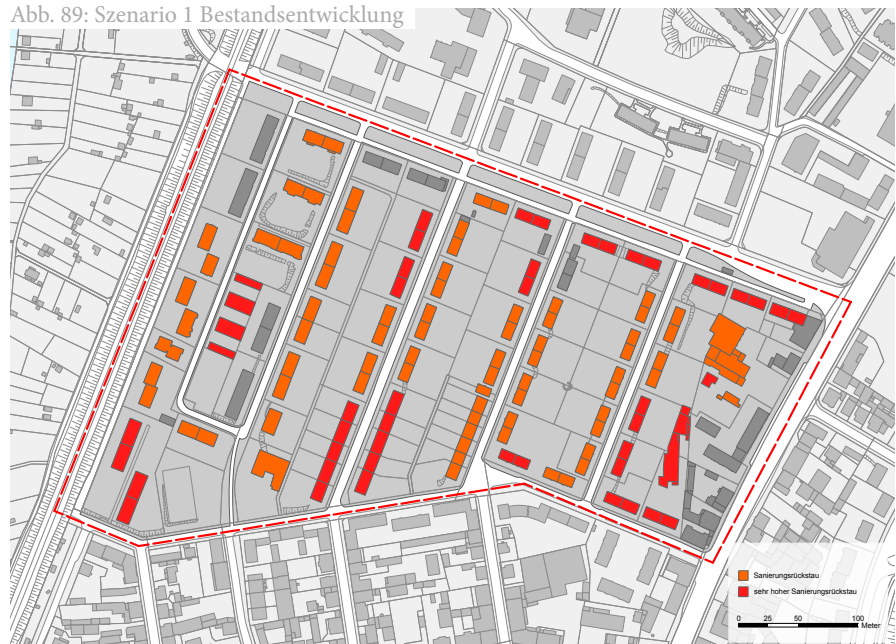 Abb. 89: Szenario 1 Bestandsentwicklung
Sanierungsrückstau
sehr hoher Sanierungsrückstau
0 25 50 100
Meter